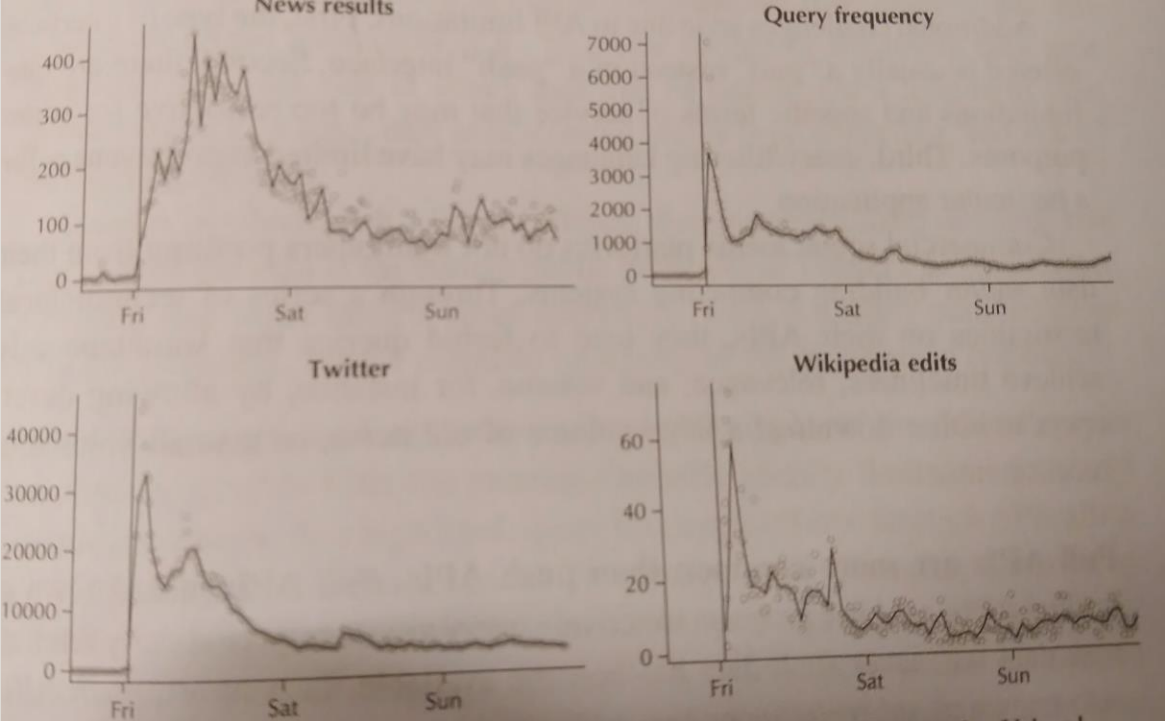 News results
400
300
200
100
0
Fri
Sat
Sun
Query frequency
7000
6000
5000
4000
3000
2000
1000
0
Fri
Sat
Sun
Twitter
40000
30000
20000
10000
0
Fri
Sat
Sun
Wikipedia edits
60
40
20
0
Fri
Sat
Sun